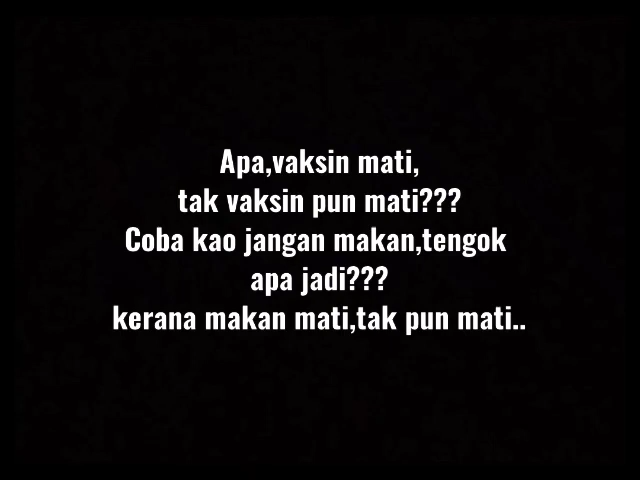 Apa,vaksin mati,
tak vaksin pun mati???
Coba kao jangan makan,tengok
apa jadi???
kerana makan mati,tak pun mati..